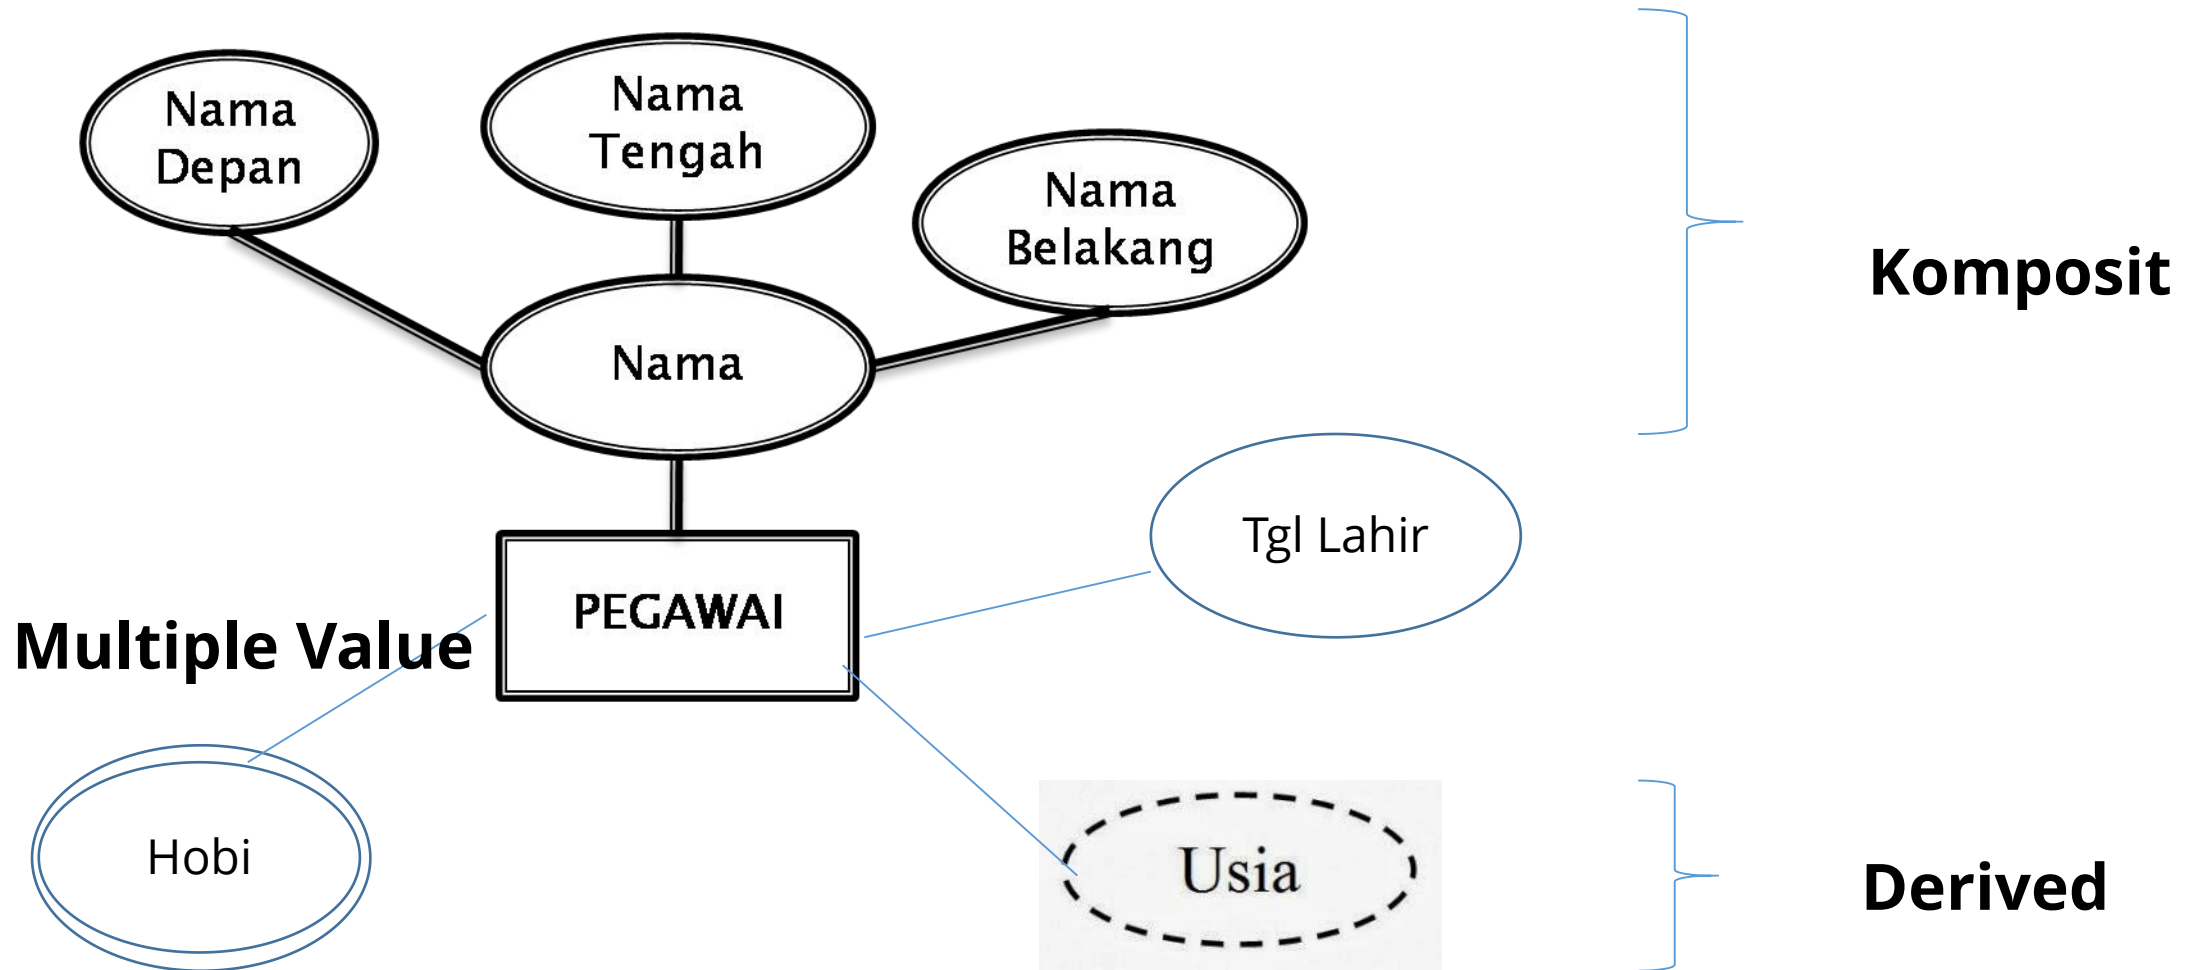 Nama
Depan
Nama
Tengah
Nama
Belakang
Komposit
Nama
Tgl Lahir
PEGAWAI
Multiple Value
Hobi
Usia
Derived